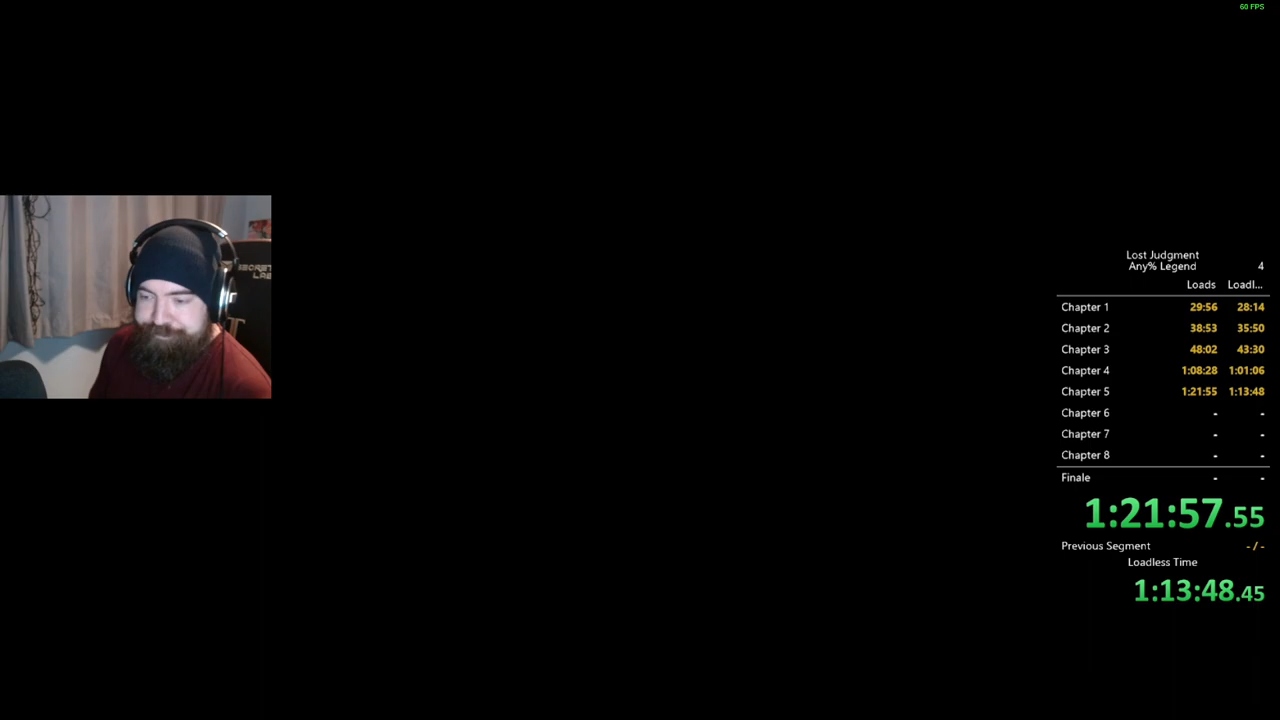 60 FPS
SECRET
LAB
Lost Judgment
Any% Legend 4
Loads Loadl...
Chapter 1 29:56 28:14
Chapter 2 38:53 35:50
Chapter 3 48:02 43:30
Chapter 4 1:08:28 1:01:06
Chapter 5 1:21:55 1:13:48
Chapter 6 - -
Chapter 7 - -
Chapter 8 - -
Finale - -
1:21:57.55
Previous Segment - / -
Loadless Time
1:13:48.45